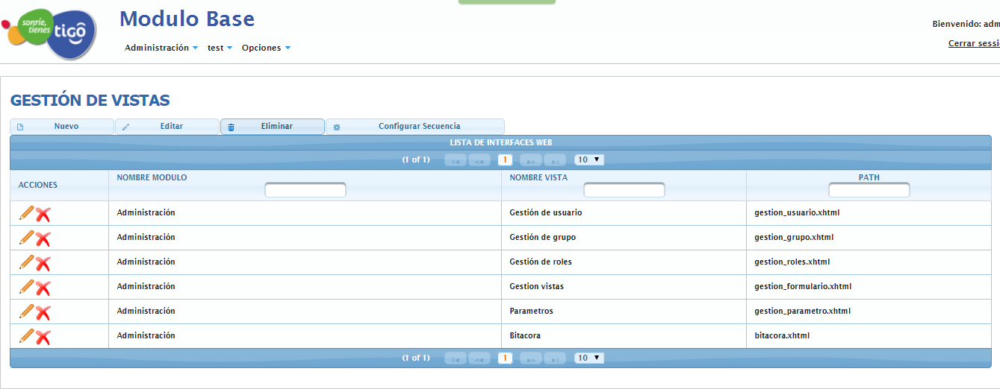 sonríe, tienes tigô
Modulo Base
Bienvenido: adm
Administración test Opciones
Cerrar sessi
GESTIÓN DE VISTAS
Nuevo Editar Eliminar Configurar Secuencia
LISTA DE INTERFACES WEB
(1 of 1) 1 10
ACCIONES NOMBRE MODULO NOMBRE VISTA PATH
Administración Gestión de usuario gestion_usuario.xhtml
Administración Gestión de grupo gestion_grupo.xhtml
Administración Gestión de roles gestion_roles.xhtml
Administración Gestion vistas gestion_formulario.xhtml
Administración Parametros gestion_parametro.xhtml
Administración Bitacora bitacora.xhtml
(1 of 1) 1 10